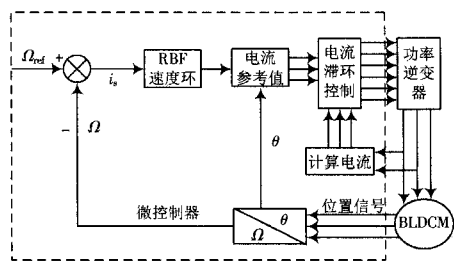 Ω_ref
+
−
Ω
i_s
RBF
速度环
电流
参考值
电流
滞环
控制
功率
逆变
器
θ
计算电流
微控制器
θ
Ω
位置信号
BLDCM